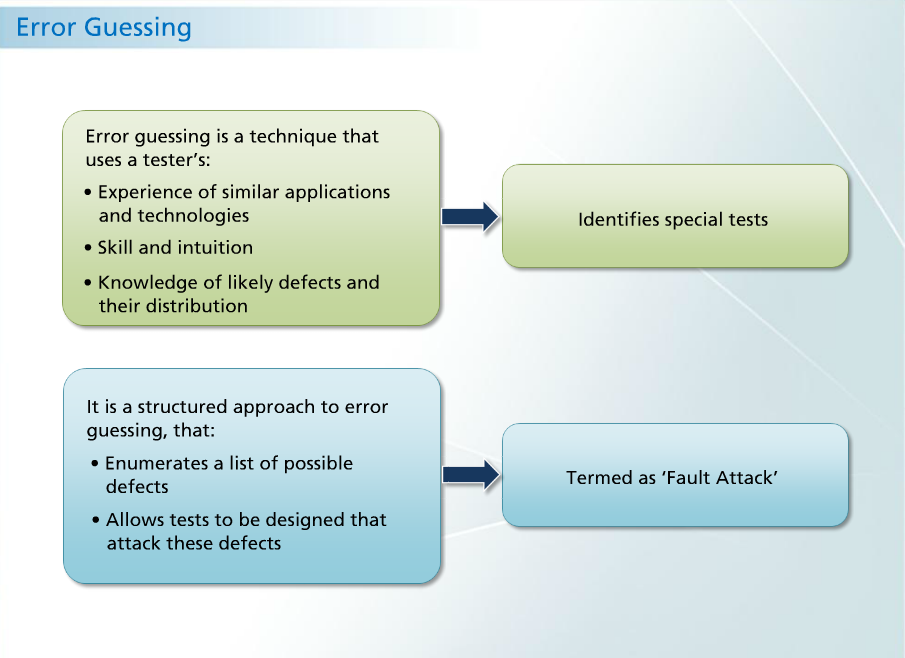 Error Guessing
Error guessing is a technique that
uses a tester’s:
• Experience of similar applications
and technologies
• Skill and intuition
• Knowledge of likely defects and
their distribution
Identifies special tests
It is a structured approach to error
guessing, that:
• Enumerates a list of possible
defects
• Allows tests to be designed that
attack these defects
Termed as ‘Fault Attack’